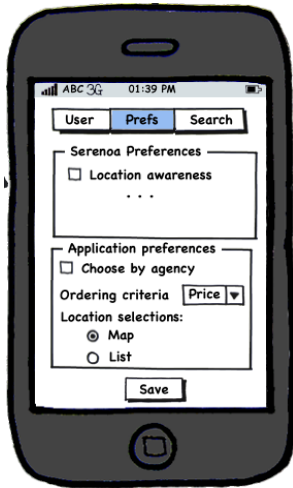 ABC 3G 01:39 PM
User Prefs Search
Serenoa Preferences
Location awareness
. . .
Application preferences
Choose by agency
Ordering criteria Price
Location selections:
Map
List
Save